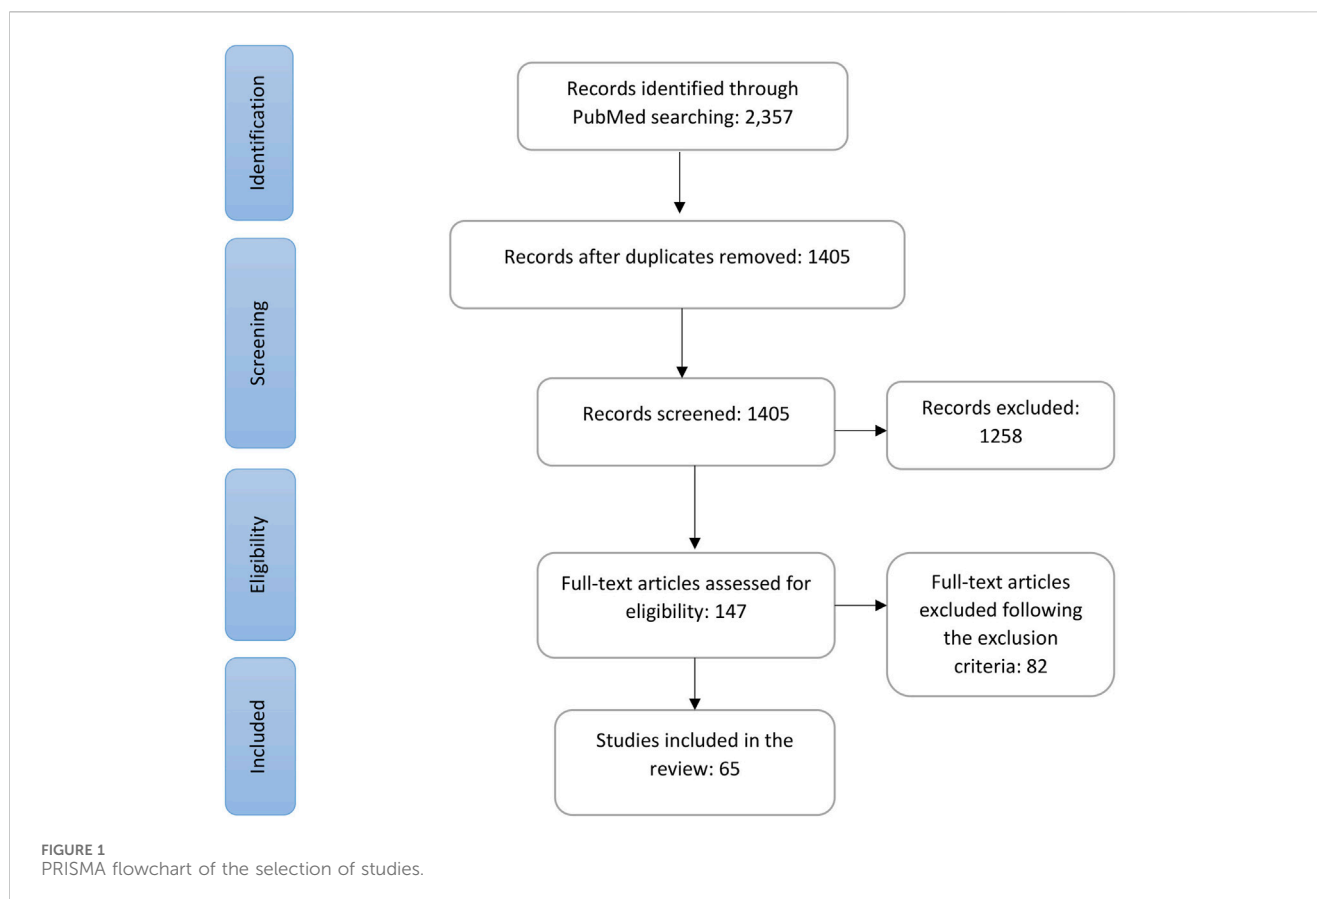 Identification
Records identified through
PubMed searching: 2,357
Screening
Records after duplicates removed: 1405
Records screened: 1405
Records excluded:
1258
Eligibility
Full-text articles assessed for
eligibility: 147
Full-text articles
excluded following
the exclusion
criteria: 82
Included
Studies included in the
review: 65
FIGURE 1
PRISMA flowchart of the selection of studies.